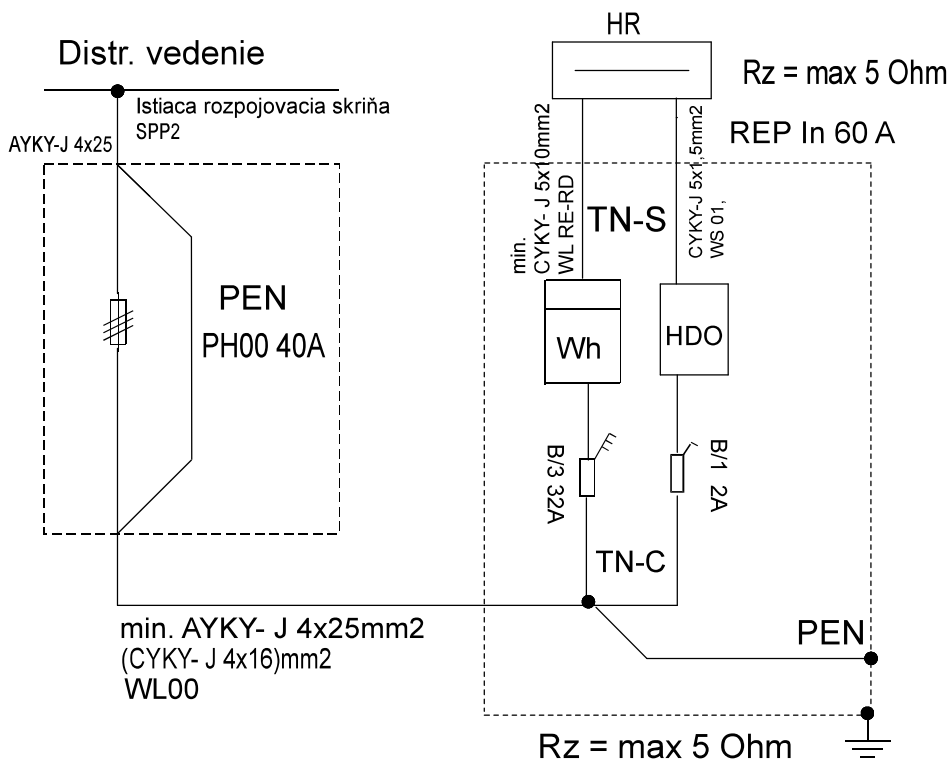 HR
Distr. vedenie
Rz = max 5 Ohm
Istiaca rozpojovacia skriňa
SPP2
AYKY-J 4x25
REP In 60 A
min.
CYKY- J 5x10mm2
WL RE-RD
TN-S
CYKY-J 5x1,5mm2
WS 01,
PEN
PH00 40A
Wh
HDO
B/3 32A
B/1 2A
TN-C
min. AYKY- J 4x25mm2
(CYKY- J 4x16)mm2
WL00
PEN
Rz = max 5 Ohm